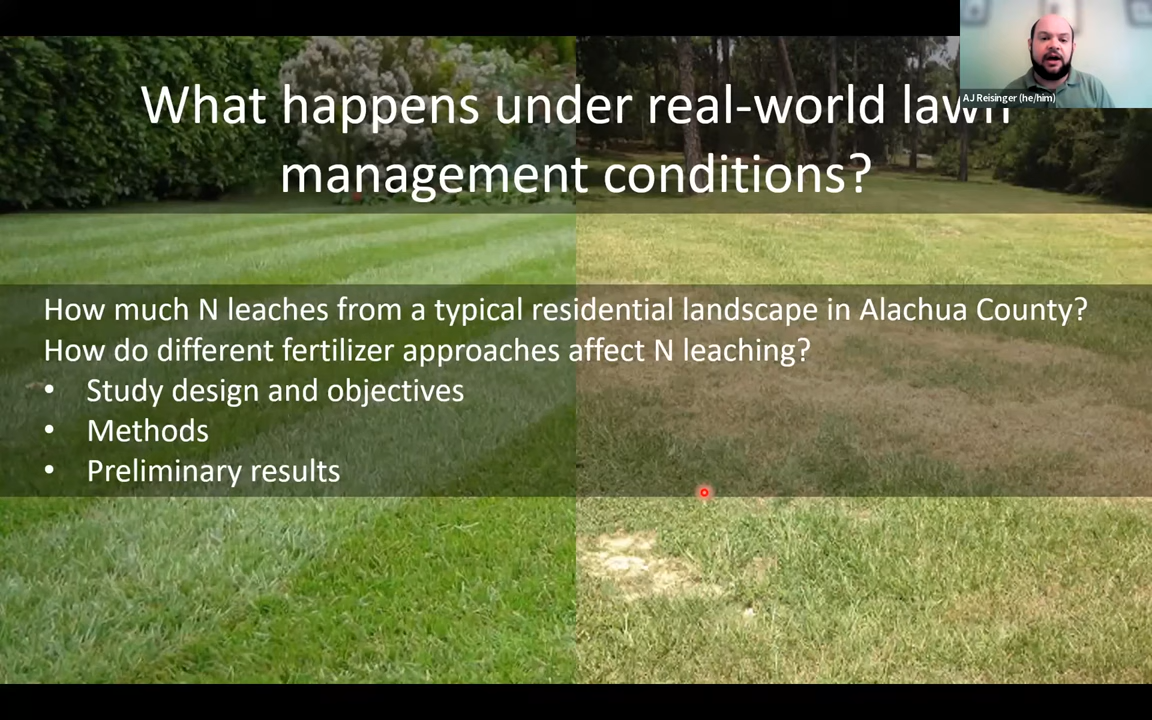 What happens under real-world lawn
AJ Reisinger (he/him)
management conditions?
How much N leaches from a typical residential landscape in Alachua County?
How do different fertilizer approaches affect N leaching?
• Study design and objectives
• Methods
• Preliminary results